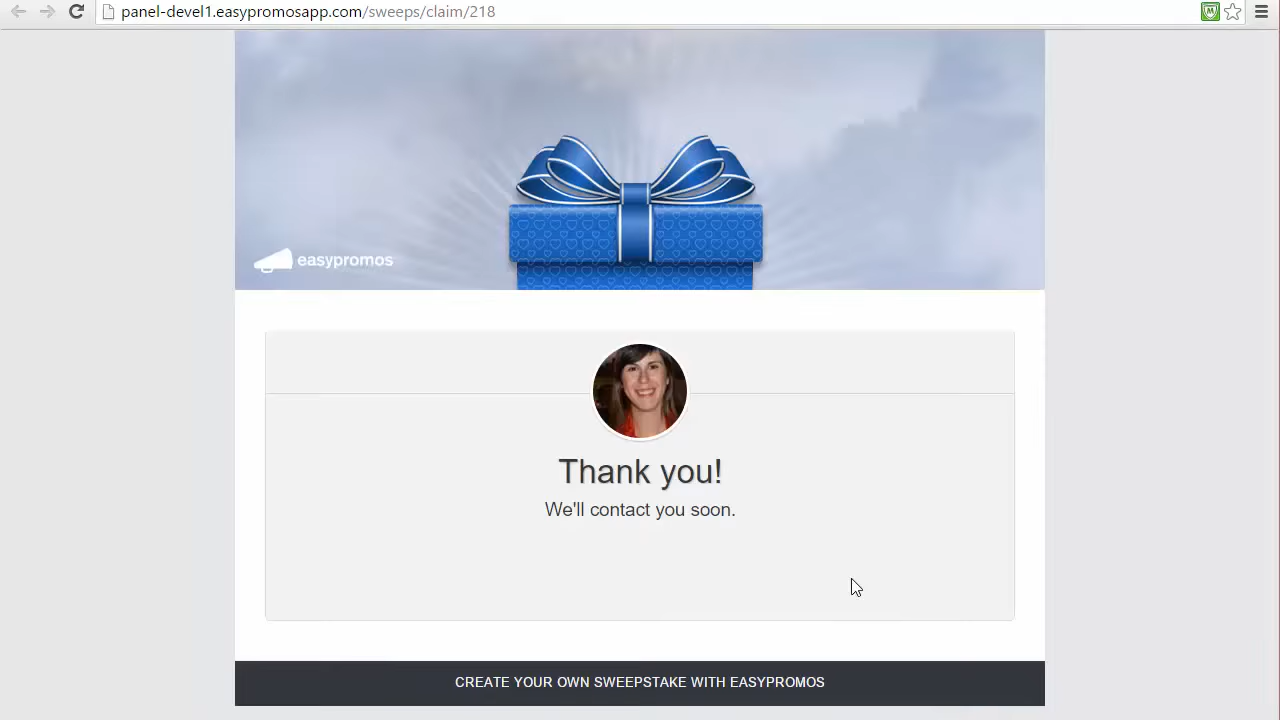 panel-devel1.easypromosapp.com/sweeps/claim/218
easypromos
Thank you!
We'll contact you soon.
CREATE YOUR OWN SWEEPSTAKE WITH EASYPROMOS